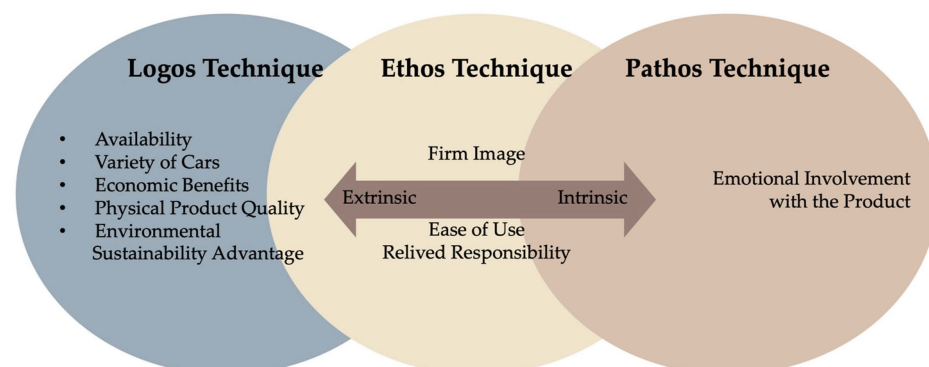 Logos Technique
Ethos Technique
Pathos Technique
• Availability
• Variety of Cars
• Economic Benefits
• Physical Product Quality
• Environmental
Sustainability Advantage
Firm Image
Extrinsic
Intrinsic
Ease of Use
Relived Responsibility
Emotional Involvement
with the Product